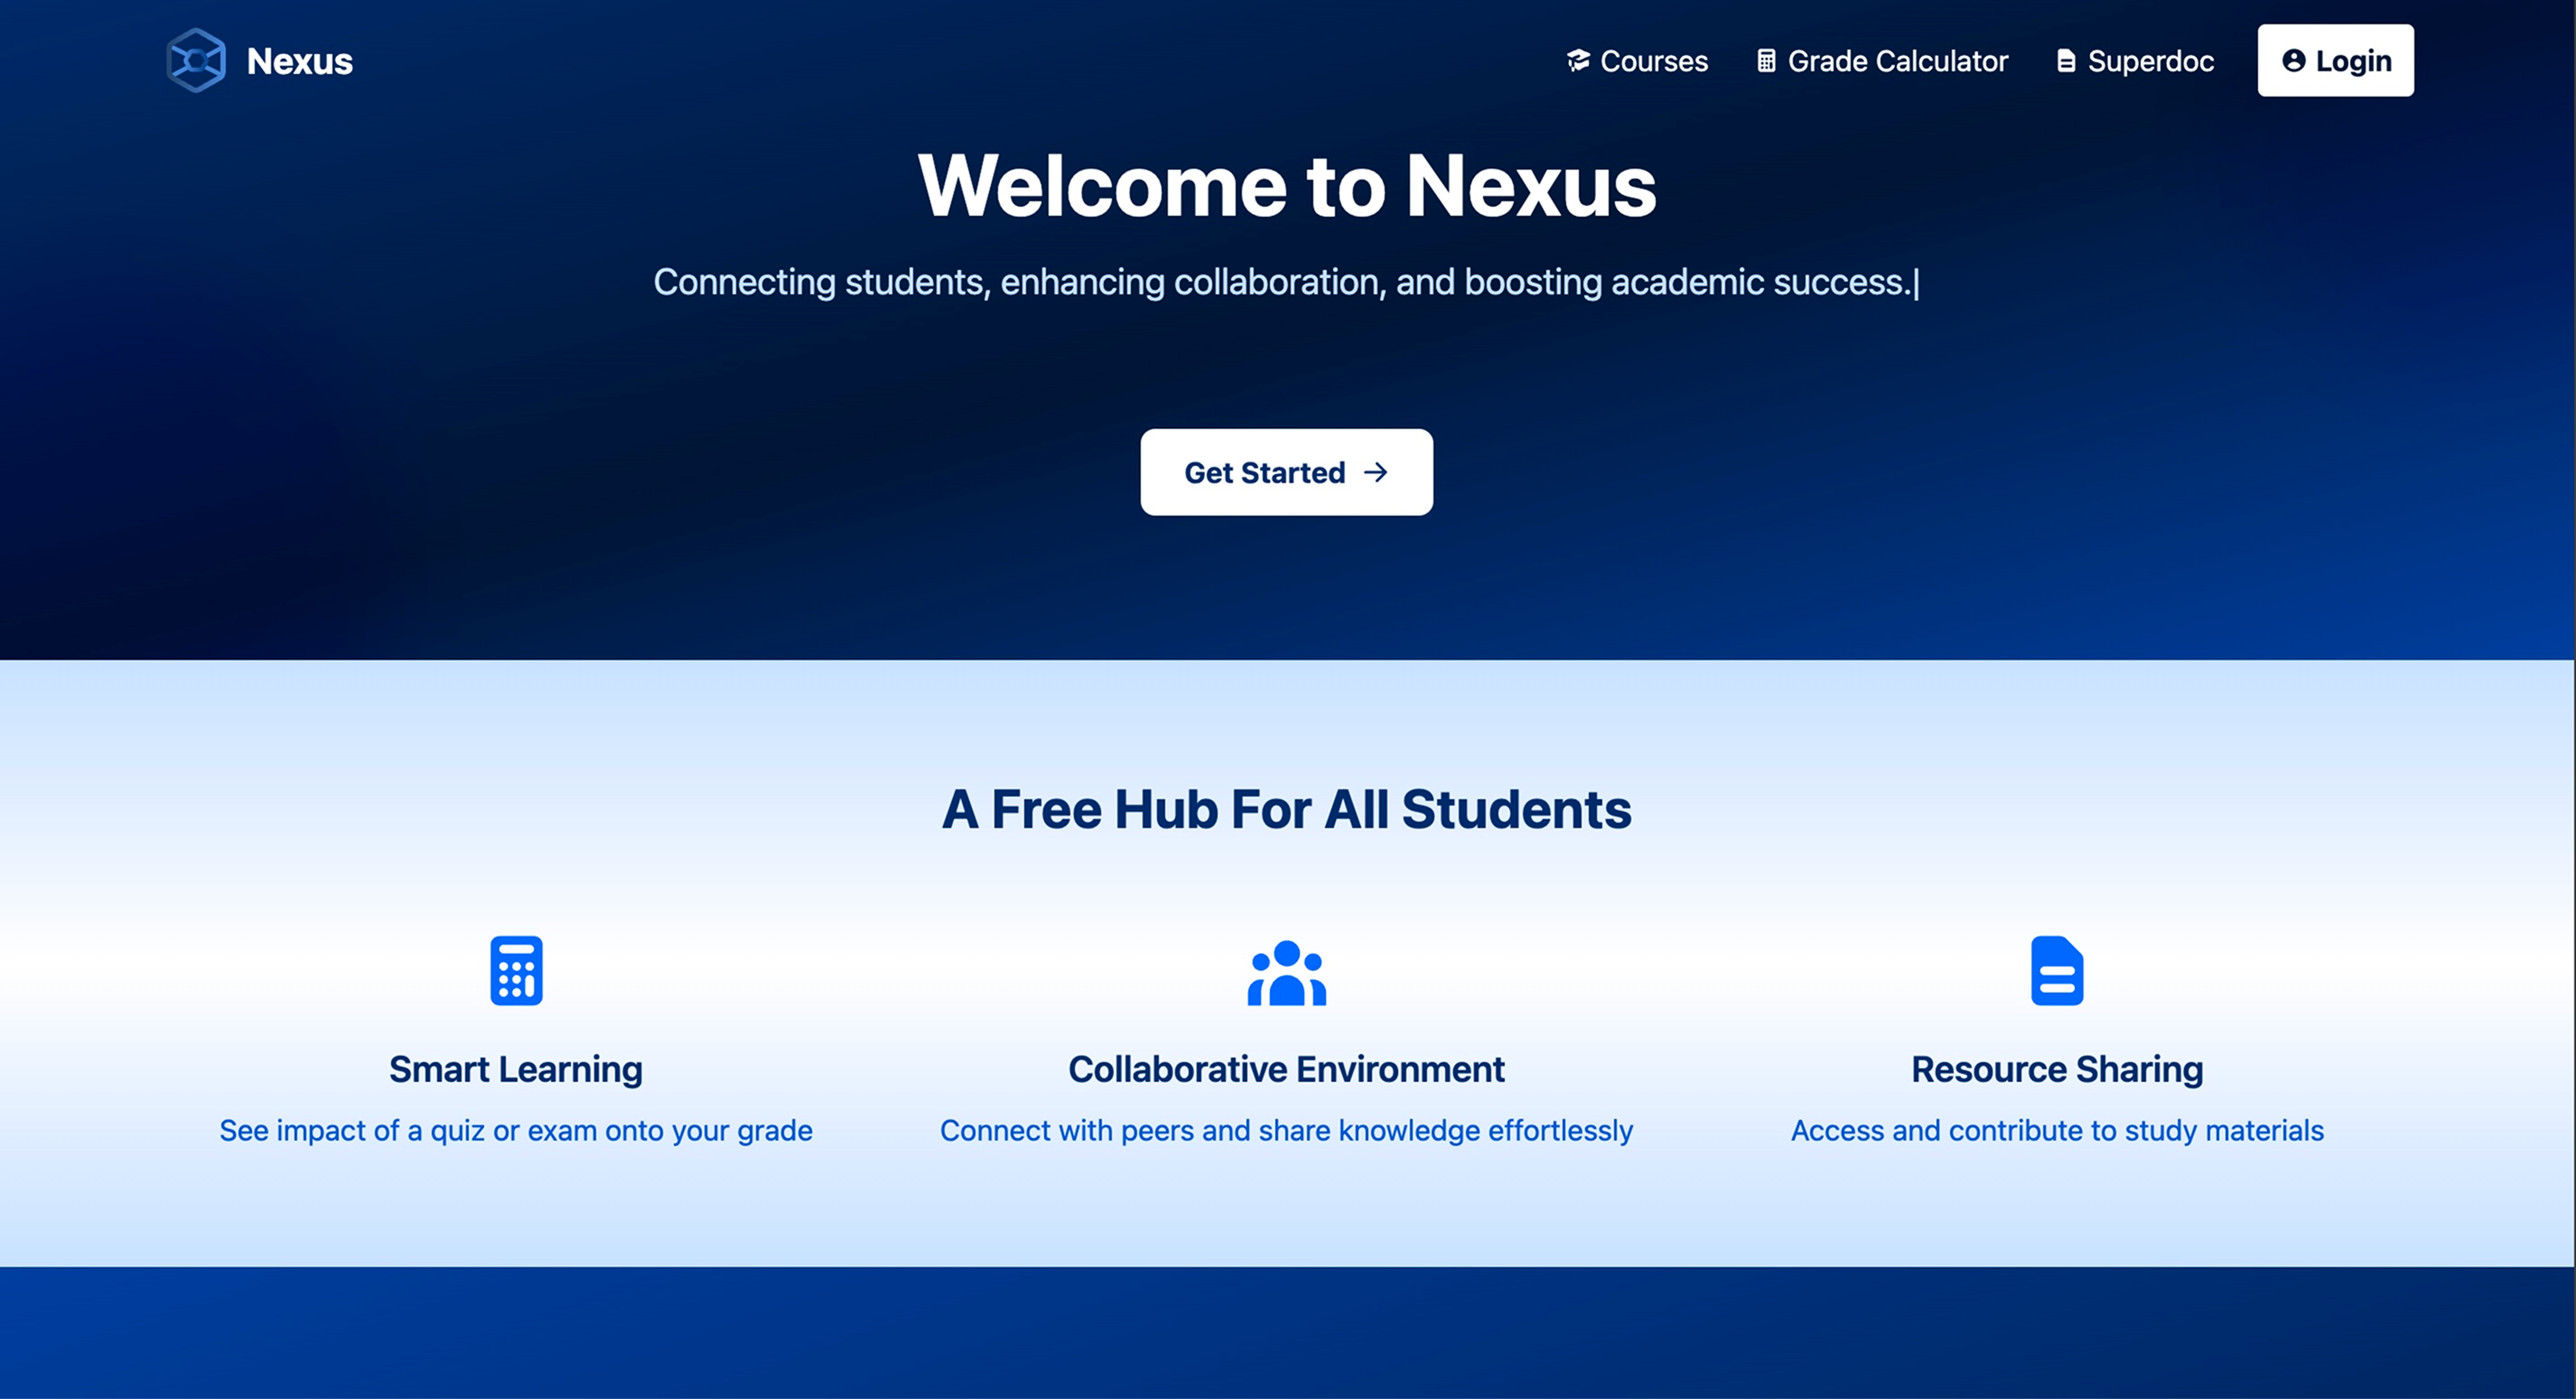 Nexus
Courses
Grade Calculator
Superdoc
Login
Welcome to Nexus
Connecting students, enhancing collaboration, and boosting academic success.|
Get Started →
A Free Hub For All Students
Smart Learning
See impact of a quiz or exam onto your grade
Collaborative Environment
Connect with peers and share knowledge effortlessly
Resource Sharing
Access and contribute to study materials